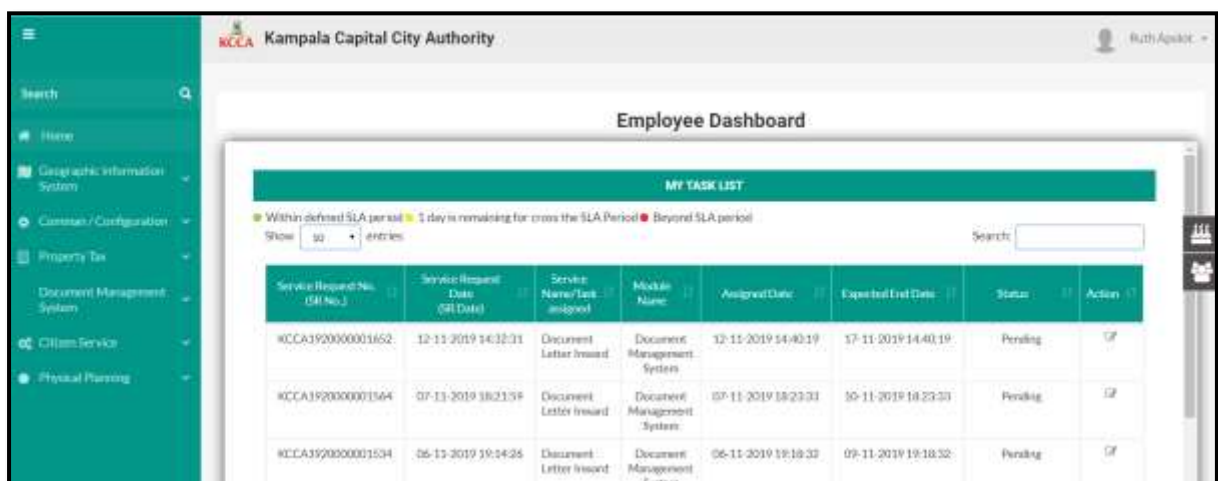 KCCA Kampala Capital City Authority
Ruth Apolot
Search
Home
Geographic Information
System
Common / Configuration
Property Tax
Document Management
System
Citizen Service
Physical Planning
Employee Dashboard
MY TASK LIST
Within defined SLA period 1 day is remaining for cross the SLA Period Beyond SLA period
Show 10 entries
Search:
Service Request No.
(SR No.)
Service Request
Date
(SR Date)
Service
Name/Task
assigned
Module
Name
Assigned Date
Expected End Date
Status
Action
KCCA1920000001652 12-11-2019 14:32:31 Document Document 12-11-2019 14:40:19 17-11-2019 14:40:19 Pending
Letter Inward Management
System
KCCA1920000001564 07-11-2019 18:21:59 Document Document 07-11-2019 18:23:33 10-11-2019 18:23:33 Pending
Letter Inward Management
System
KCCA1920000001534 06-11-2019 19:14:26 Document Document 06-11-2019 19:18:32 09-11-2019 19:18:32 Pending
Letter Inward Management